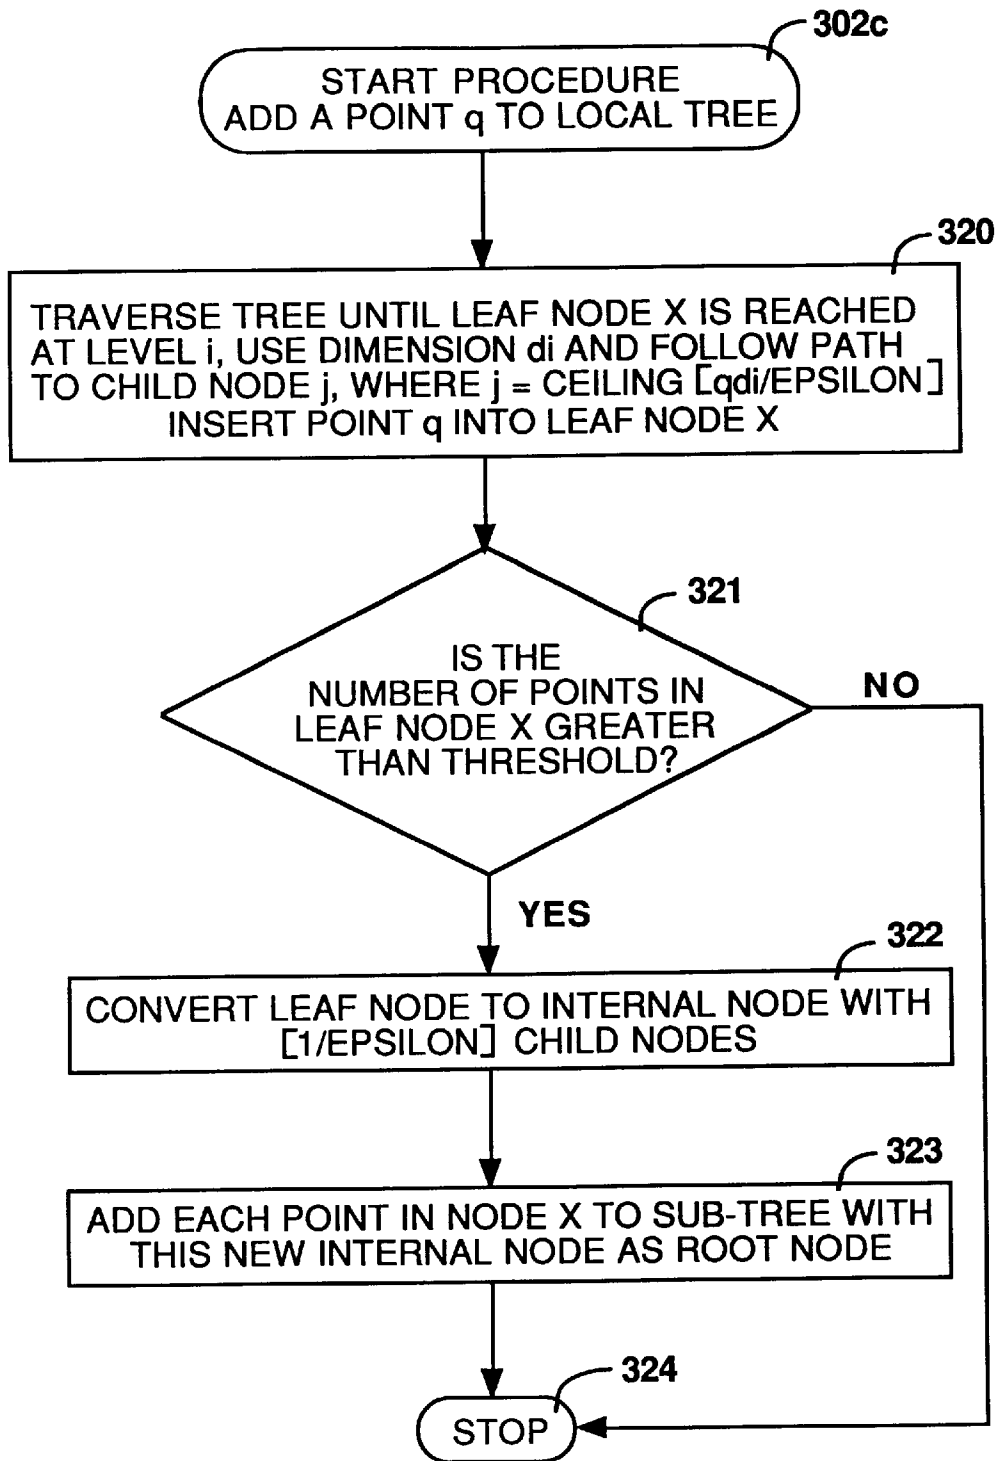 302c
START PROCEDURE
ADD A POINT q TO LOCAL TREE
320
TRAVERSE TREE UNTIL LEAF NODE X IS REACHED
AT LEVEL i, USE DIMENSION di AND FOLLOW PATH
TO CHILD NODE j, WHERE j = CEILING [qdi/EPSILON]
INSERT POINT q INTO LEAF NODE X
321
IS THE
NUMBER OF POINTS IN
LEAF NODE X GREATER
THAN THRESHOLD?
NO
YES
322
CONVERT LEAF NODE TO INTERNAL NODE WITH
[1/EPSILON] CHILD NODES
323
ADD EACH POINT IN NODE X TO SUB-TREE WITH
THIS NEW INTERNAL NODE AS ROOT NODE
324
STOP